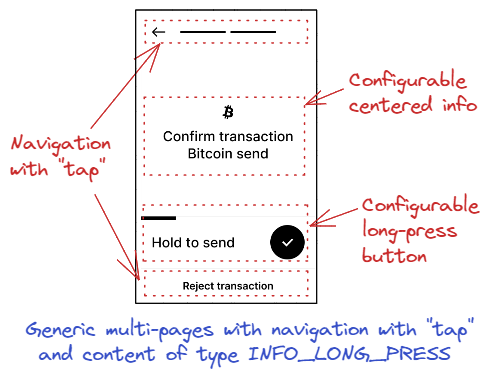 Configurable
centered info
Confirm transaction
Bitcoin send
Navigation
with "tap"
Configurable
long-press
button
Hold to send
Reject transaction
Generic multi-pages with navigation with "tap"
and content of type INFO_LONG_PRESS